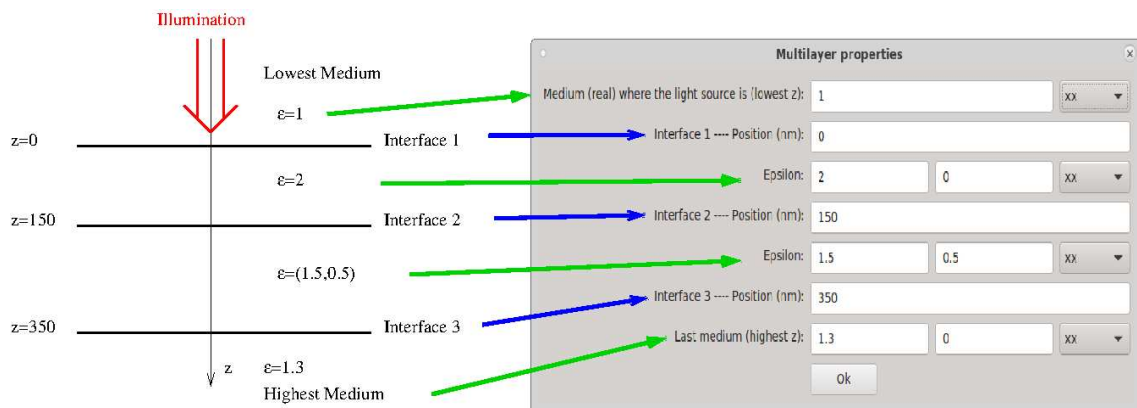 Illumination
Lowest Medium
ε=1
z=0
Interface 1
ε=2
z=150
Interface 2
ε=(1.5,0.5)
z=350
Interface 3
z
ε=1.3
Highest Medium
Multilayer properties
Medium (real) where the light source is (lowest z): 1 xx
Interface 1 ---- Position (nm): 0
Epsilon: 2 0 xx
Interface 2 ---- Position (nm): 150
Epsilon: 1.5 0.5 xx
Interface 3 ---- Position (nm): 350
Last medium (highest z): 1.3 0 xx
Ok